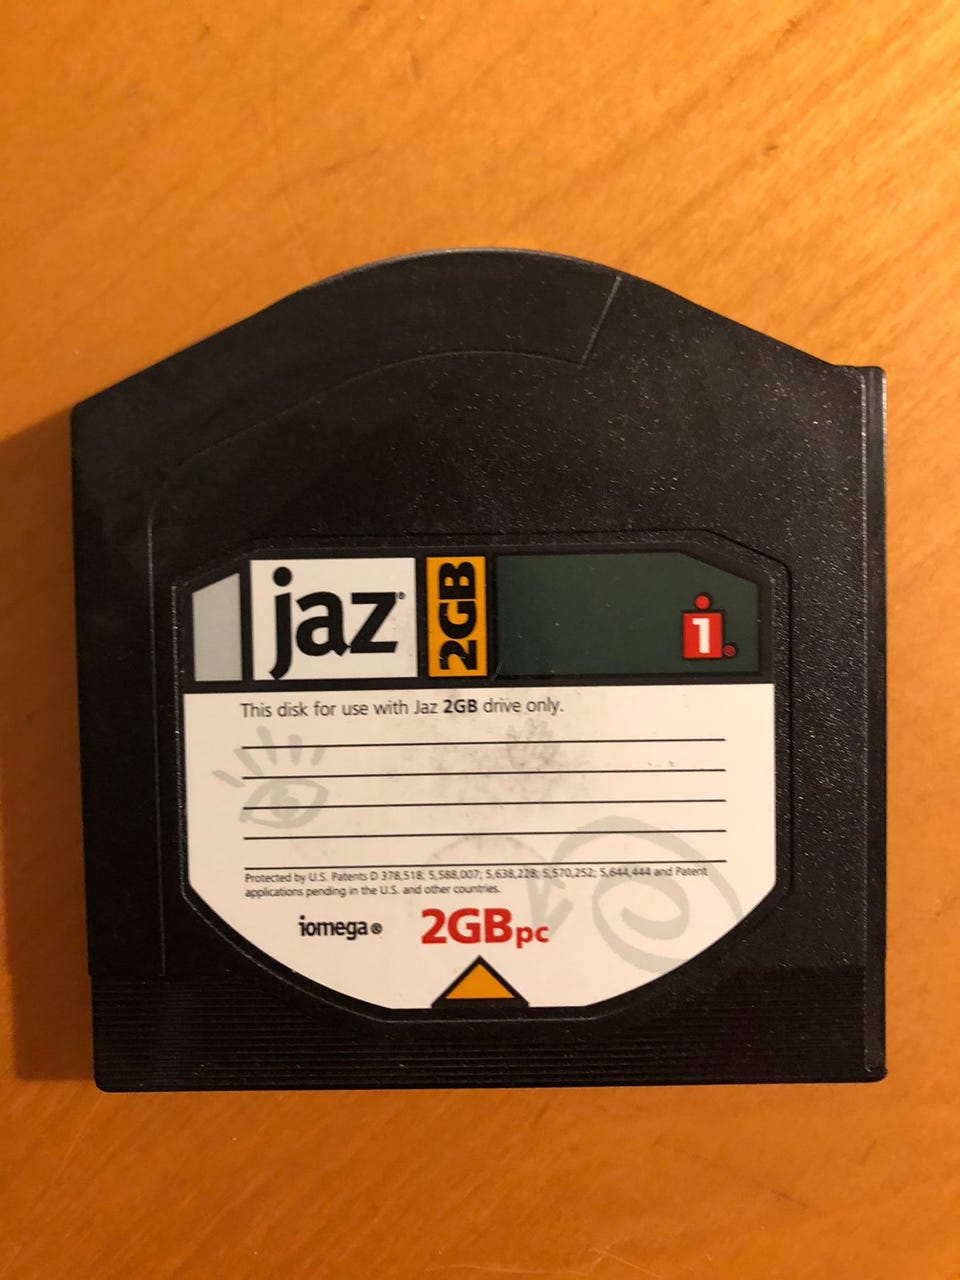 jaz®
2GB
i®
This disk for use with Jaz 2GB drive only.
Protected by U.S. Patents D 378,518; 5,588,007; 5,638,228; 5,570,252; 5,644,444 and Patent
applications pending in the U.S. and other countries.
iomega®
2GBpc